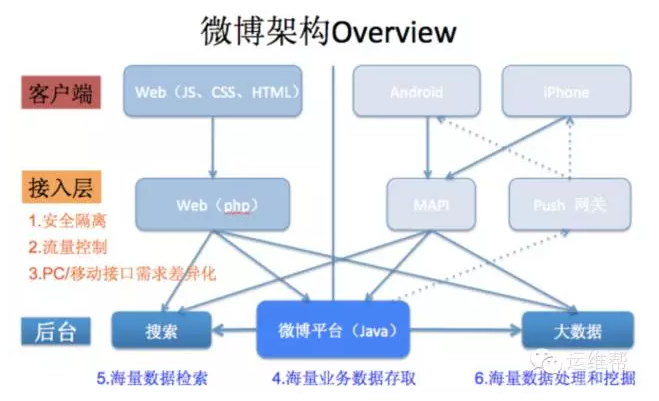 微博架构Overview
客户端
Web（JS、CSS、HTML）
Android
iPhone
接入层
Web（php）
MAPI
Push 网关
1.安全隔离
2.流量控制
3.PC/移动接口需求差异化
后台
搜索
微博平台（Java）
大数据
5.海量数据检索
4.海量业务数据存取
6.海量数据处理和挖掘
运维帮